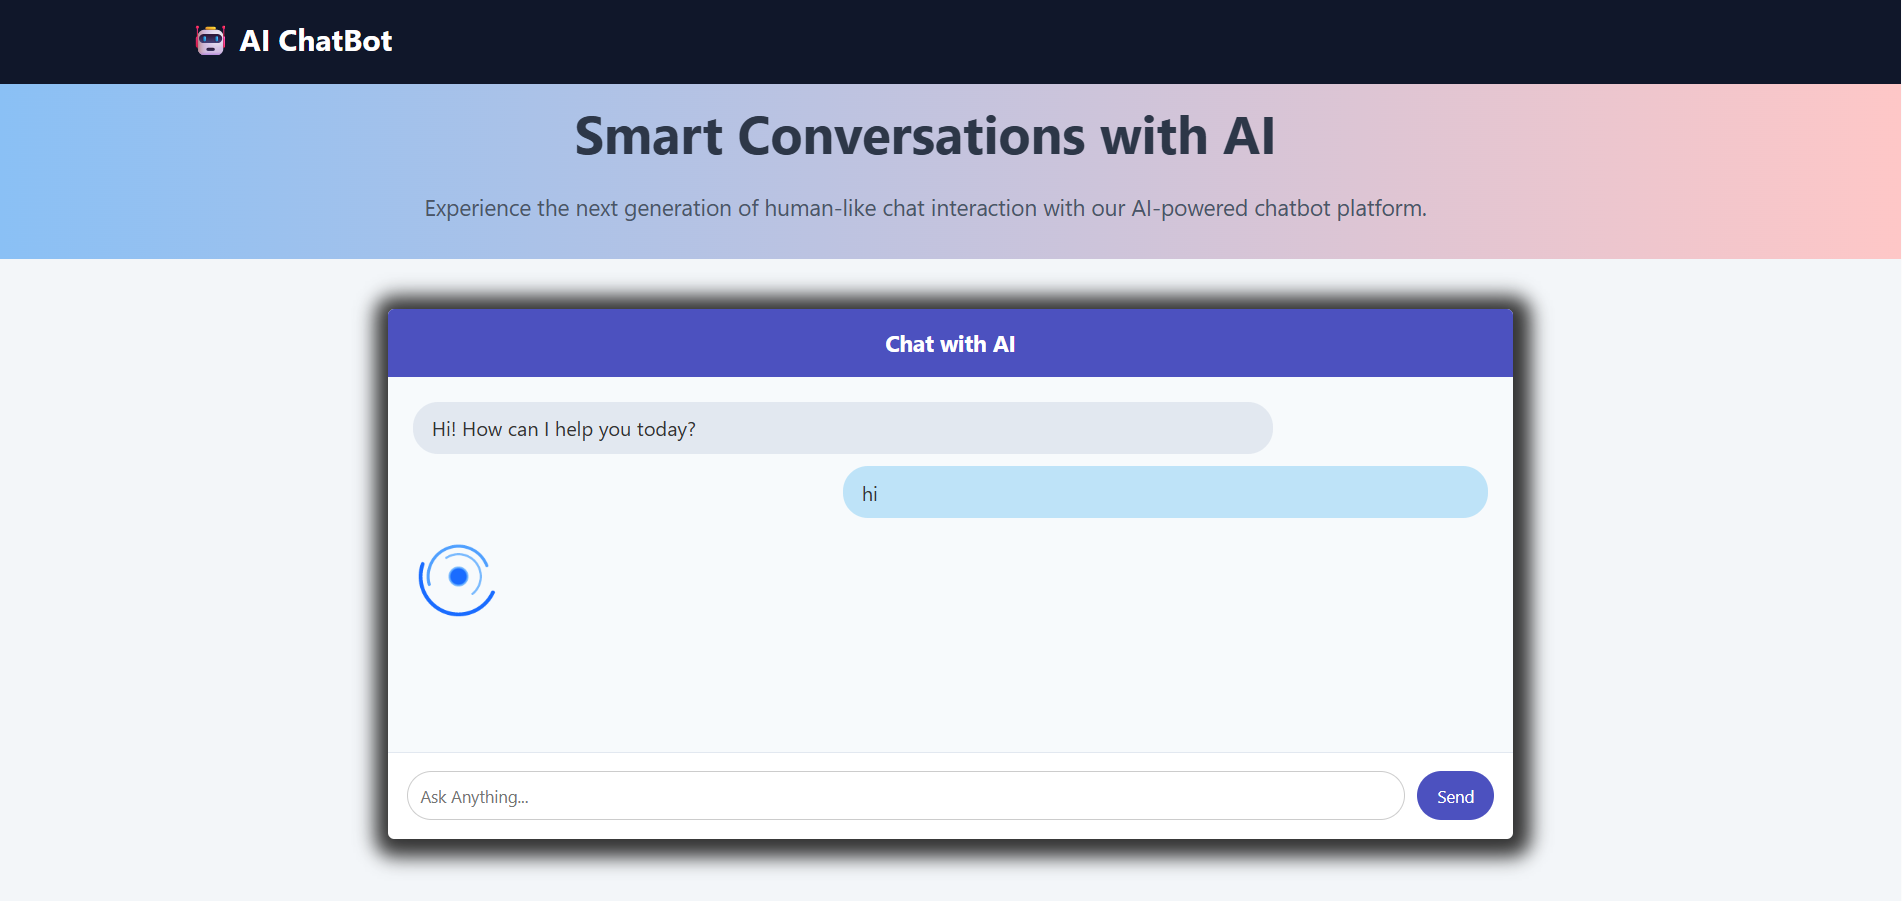 AI ChatBot
Smart Conversations with AI
Experience the next generation of human-like chat interaction with our AI-powered chatbot platform.
Chat with AI
Hi! How can I help you today?
hi
Ask Anything...
Send